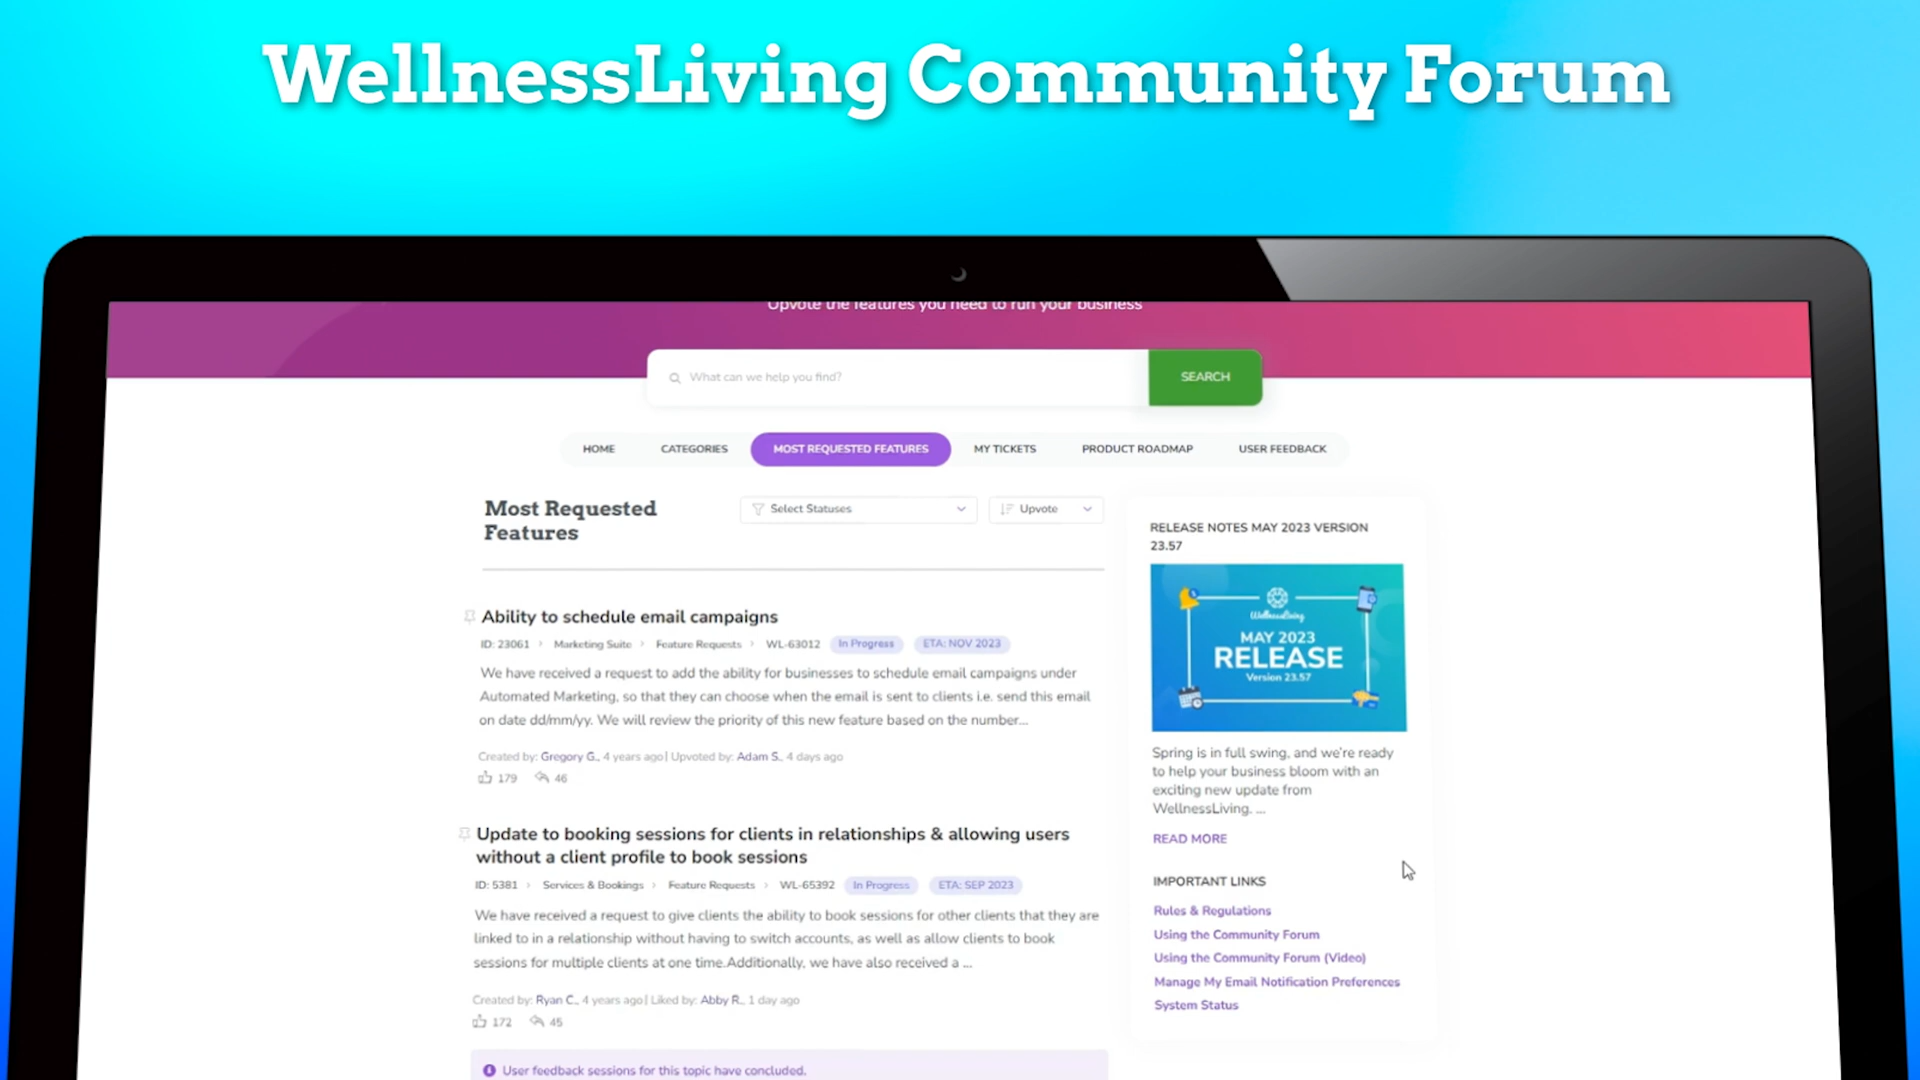 WellnessLiving Community Forum
Upvote the features you need to run your business
What can we help you find?
SEARCH
HOME
CATEGORIES
MOST REQUESTED FEATURES
MY TICKETS
PRODUCT ROADMAP
USER FEEDBACK
Most Requested
Features
Select Statuses
Upvote
Ability to schedule email campaigns
ID: 23061 › Marketing Suite › Feature Requests › WL-63012 In Progress ETA: NOV 2023
We have received a request to add the ability for businesses to schedule email campaigns under
Automated Marketing, so that they can choose when the email is sent to clients i.e. send this email
on date dd/mm/yy. We will review the priority of this new feature based on the number...
Created by: Gregory G., 4 years ago | Upvoted by: Adam S., 4 days ago
179 46
Update to booking sessions for clients in relationships & allowing users
without a client profile to book sessions
ID: 5381 › Services & Bookings › Feature Requests › WL-65392 In Progress ETA: SEP 2023
We have received a request to give clients the ability to book sessions for other clients that they are
linked to in a relationship without having to switch accounts, as well as allow clients to book
sessions for multiple clients at one time.Additionally, we have also received a ...
Created by: Ryan C., 4 years ago | Liked by: Abby R., 1 day ago
172 45
User feedback sessions for this topic have concluded.
RELEASE NOTES MAY 2023 VERSION
23.57
WellnessLiving
MAY 2023
RELEASE
Version 23.57
Spring is in full swing, and we're ready
to help your business bloom with an
exciting new update from
WellnessLiving. ...
READ MORE
IMPORTANT LINKS
Rules & Regulations
Using the Community Forum
Using the Community Forum (Video)
Manage My Email Notification Preferences
System Status